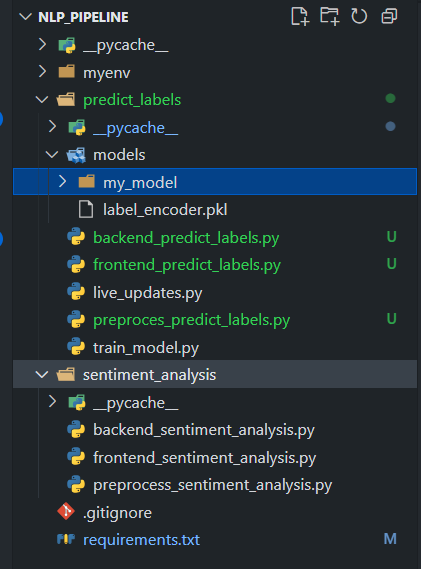 NLP_PIPELINE
__pycache__
myenv
predict_labels
__pycache__
models
my_model
label_encoder.pkl
backend_predict_labels.py U
frontend_predict_labels.py U
live_updates.py
preproces_predict_labels.py U
train_model.py
sentiment_analysis
__pycache__
backend_sentiment_analysis.py
frontend_sentiment_analysis.py
preprocess_sentiment_analysis.py
.gitignore
requirements.txt M